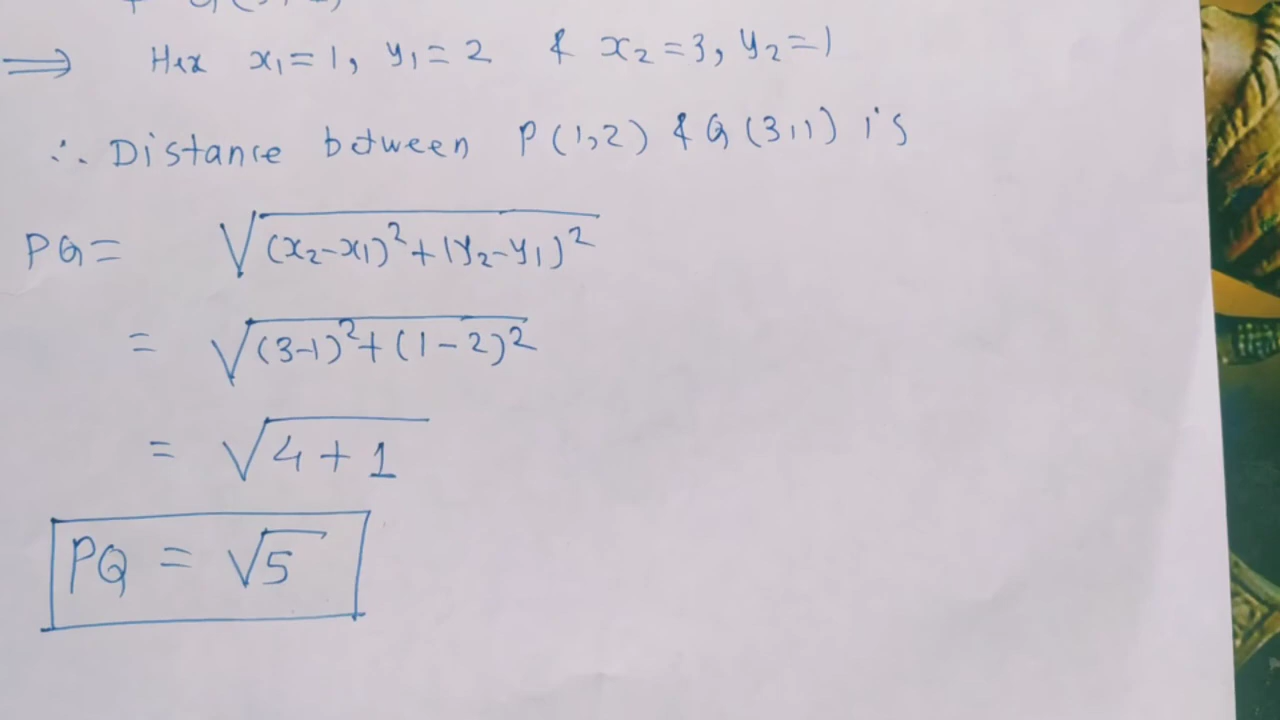 ⟹ Her x₁=1, y₁=2 & x₂=3, y₂=1
∴ Distance between P(1,2) & Q(3,1) is
PQ= √((x₂-x₁)²+(y₂-y₁)²)
= √((3-1)²+(1-2)²)
= √(4+1)
PQ = √5